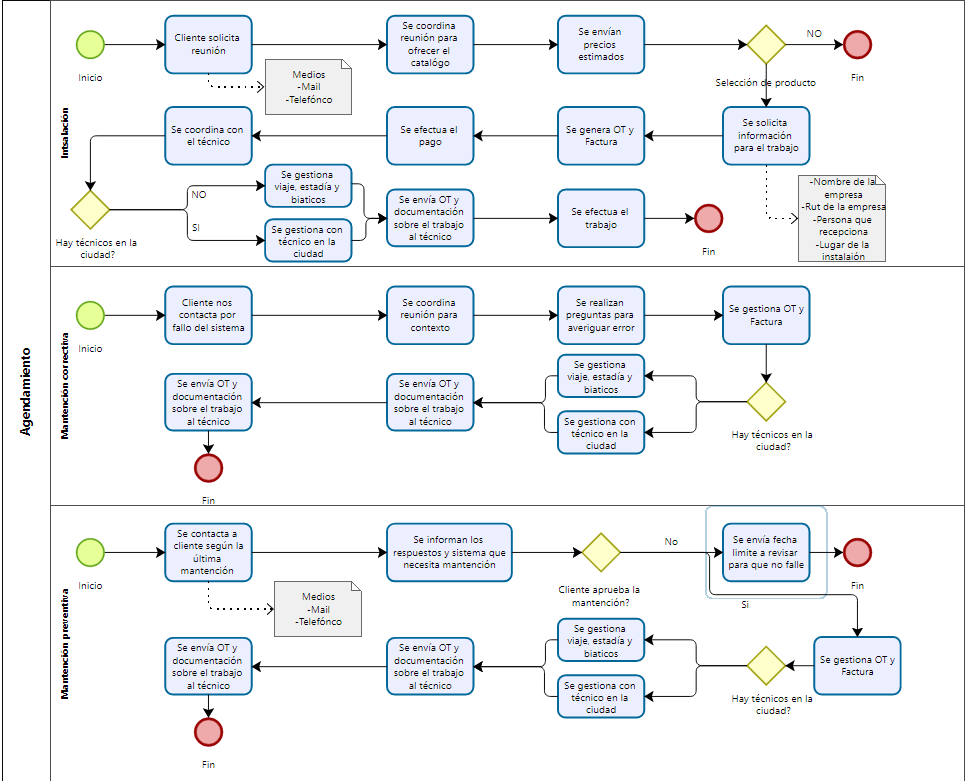 Agendamiento
Intsalación
Inicio
Cliente solicita
reunión
Medios
-Mail
-Telefónco
Se coordina
reunión para
ofrecer el
catalógo
Se envían
precios
estimados
Selección de producto
NO
Fin
Se solicita
información
para el trabajo
-Nombre de la
empresa
-Rut de la empresa
-Persona que
recepciona
-Lugar de la
instalaión
Se genera OT y
Factura
Se efectua el
pago
Se coordina con
el técnico
Hay técnicos en la
ciudad?
NO
Se gestiona
viaje, estadía y
biaticos
SI
Se gestiona con
técnico en la
ciudad
Se envía OT y
documentación
sobre el trabajo
al técnico
Se efectua el
trabajo
Fin
Mantención correctiva
Inicio
Cliente nos
contacta por
fallo del sistema
Se coordina
reunión para
contexto
Se realizan
preguntas para
averiguar error
Se gestiona OT y
Factura
Hay técnicos en la
ciudad?
Se gestiona
viaje, estadía y
biaticos
Se gestiona con
técnico en la
ciudad
Se envía OT y
documentación
sobre el trabajo
al técnico
Se envía OT y
documentación
sobre el trabajo
al técnico
Fin
Mantención preventiva
Inicio
Se contacta a
cliente según la
última
mantención
Medios
-Mail
-Telefónco
Se informan los
respuestos y sistema que
necesita mantención
Cliente aprueba la
mantención?
No
Se envía fecha
limite a revisar
para que no falle
Fin
Si
Se gestiona OT y
Factura
Hay técnicos en la
ciudad?
Se gestiona
viaje, estadía y
biaticos
Se gestiona con
técnico en la
ciudad
Se envía OT y
documentación
sobre el trabajo
al técnico
Se envía OT y
documentación
sobre el trabajo
al técnico
Fin